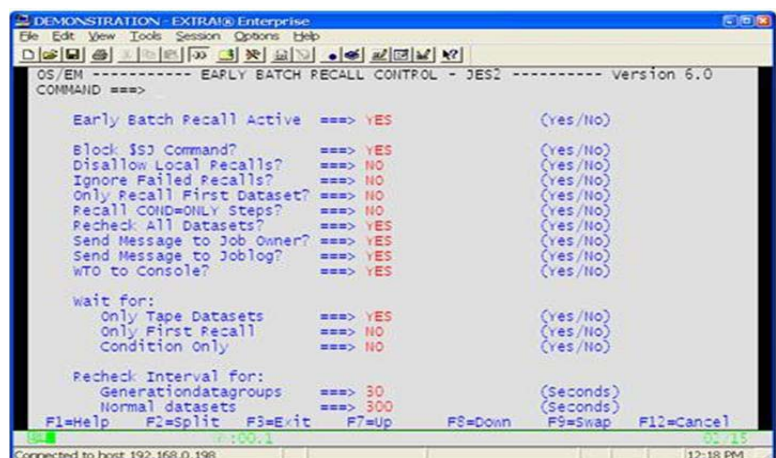 DEMONSTRATION - EXTRA!® Enterprise
File Edit View Tools Session Options Help
OS/EM ----------- EARLY BATCH RECALL CONTROL - JES2 ---------- Version 6.0
COMMAND ===>
Early Batch Recall Active ===> YES (Yes/No)
Block $SJ Command? ===> YES (Yes/No)
Disallow Local Recalls? ===> NO (Yes/No)
Ignore Failed Recalls? ===> NO (Yes/No)
Only Recall First Dataset? ===> NO (Yes/No)
Recall COND=ONLY Steps? ===> NO (Yes/No)
Recheck All Datasets? ===> YES (Yes/No)
Send Message to Job Owner? ===> YES (Yes/No)
Send Message to Joblog? ===> YES (Yes/No)
WTO to Console? ===> YES (Yes/No)
Wait for:
Only Tape Datasets ===> YES (Yes/No)
Only First Recall ===> NO (Yes/No)
Condition Only ===> NO (Yes/No)
Recheck Interval for:
Generationdatagroups ===> 30 (Seconds)
Normal datasets ===> 300 (Seconds)
F1=Help F2=Split F3=Exit F7=Up F8=Down F9=Swap F12=Cancel
:00.1 02/15
Connected to host 192.168.0.198 12:18 PM